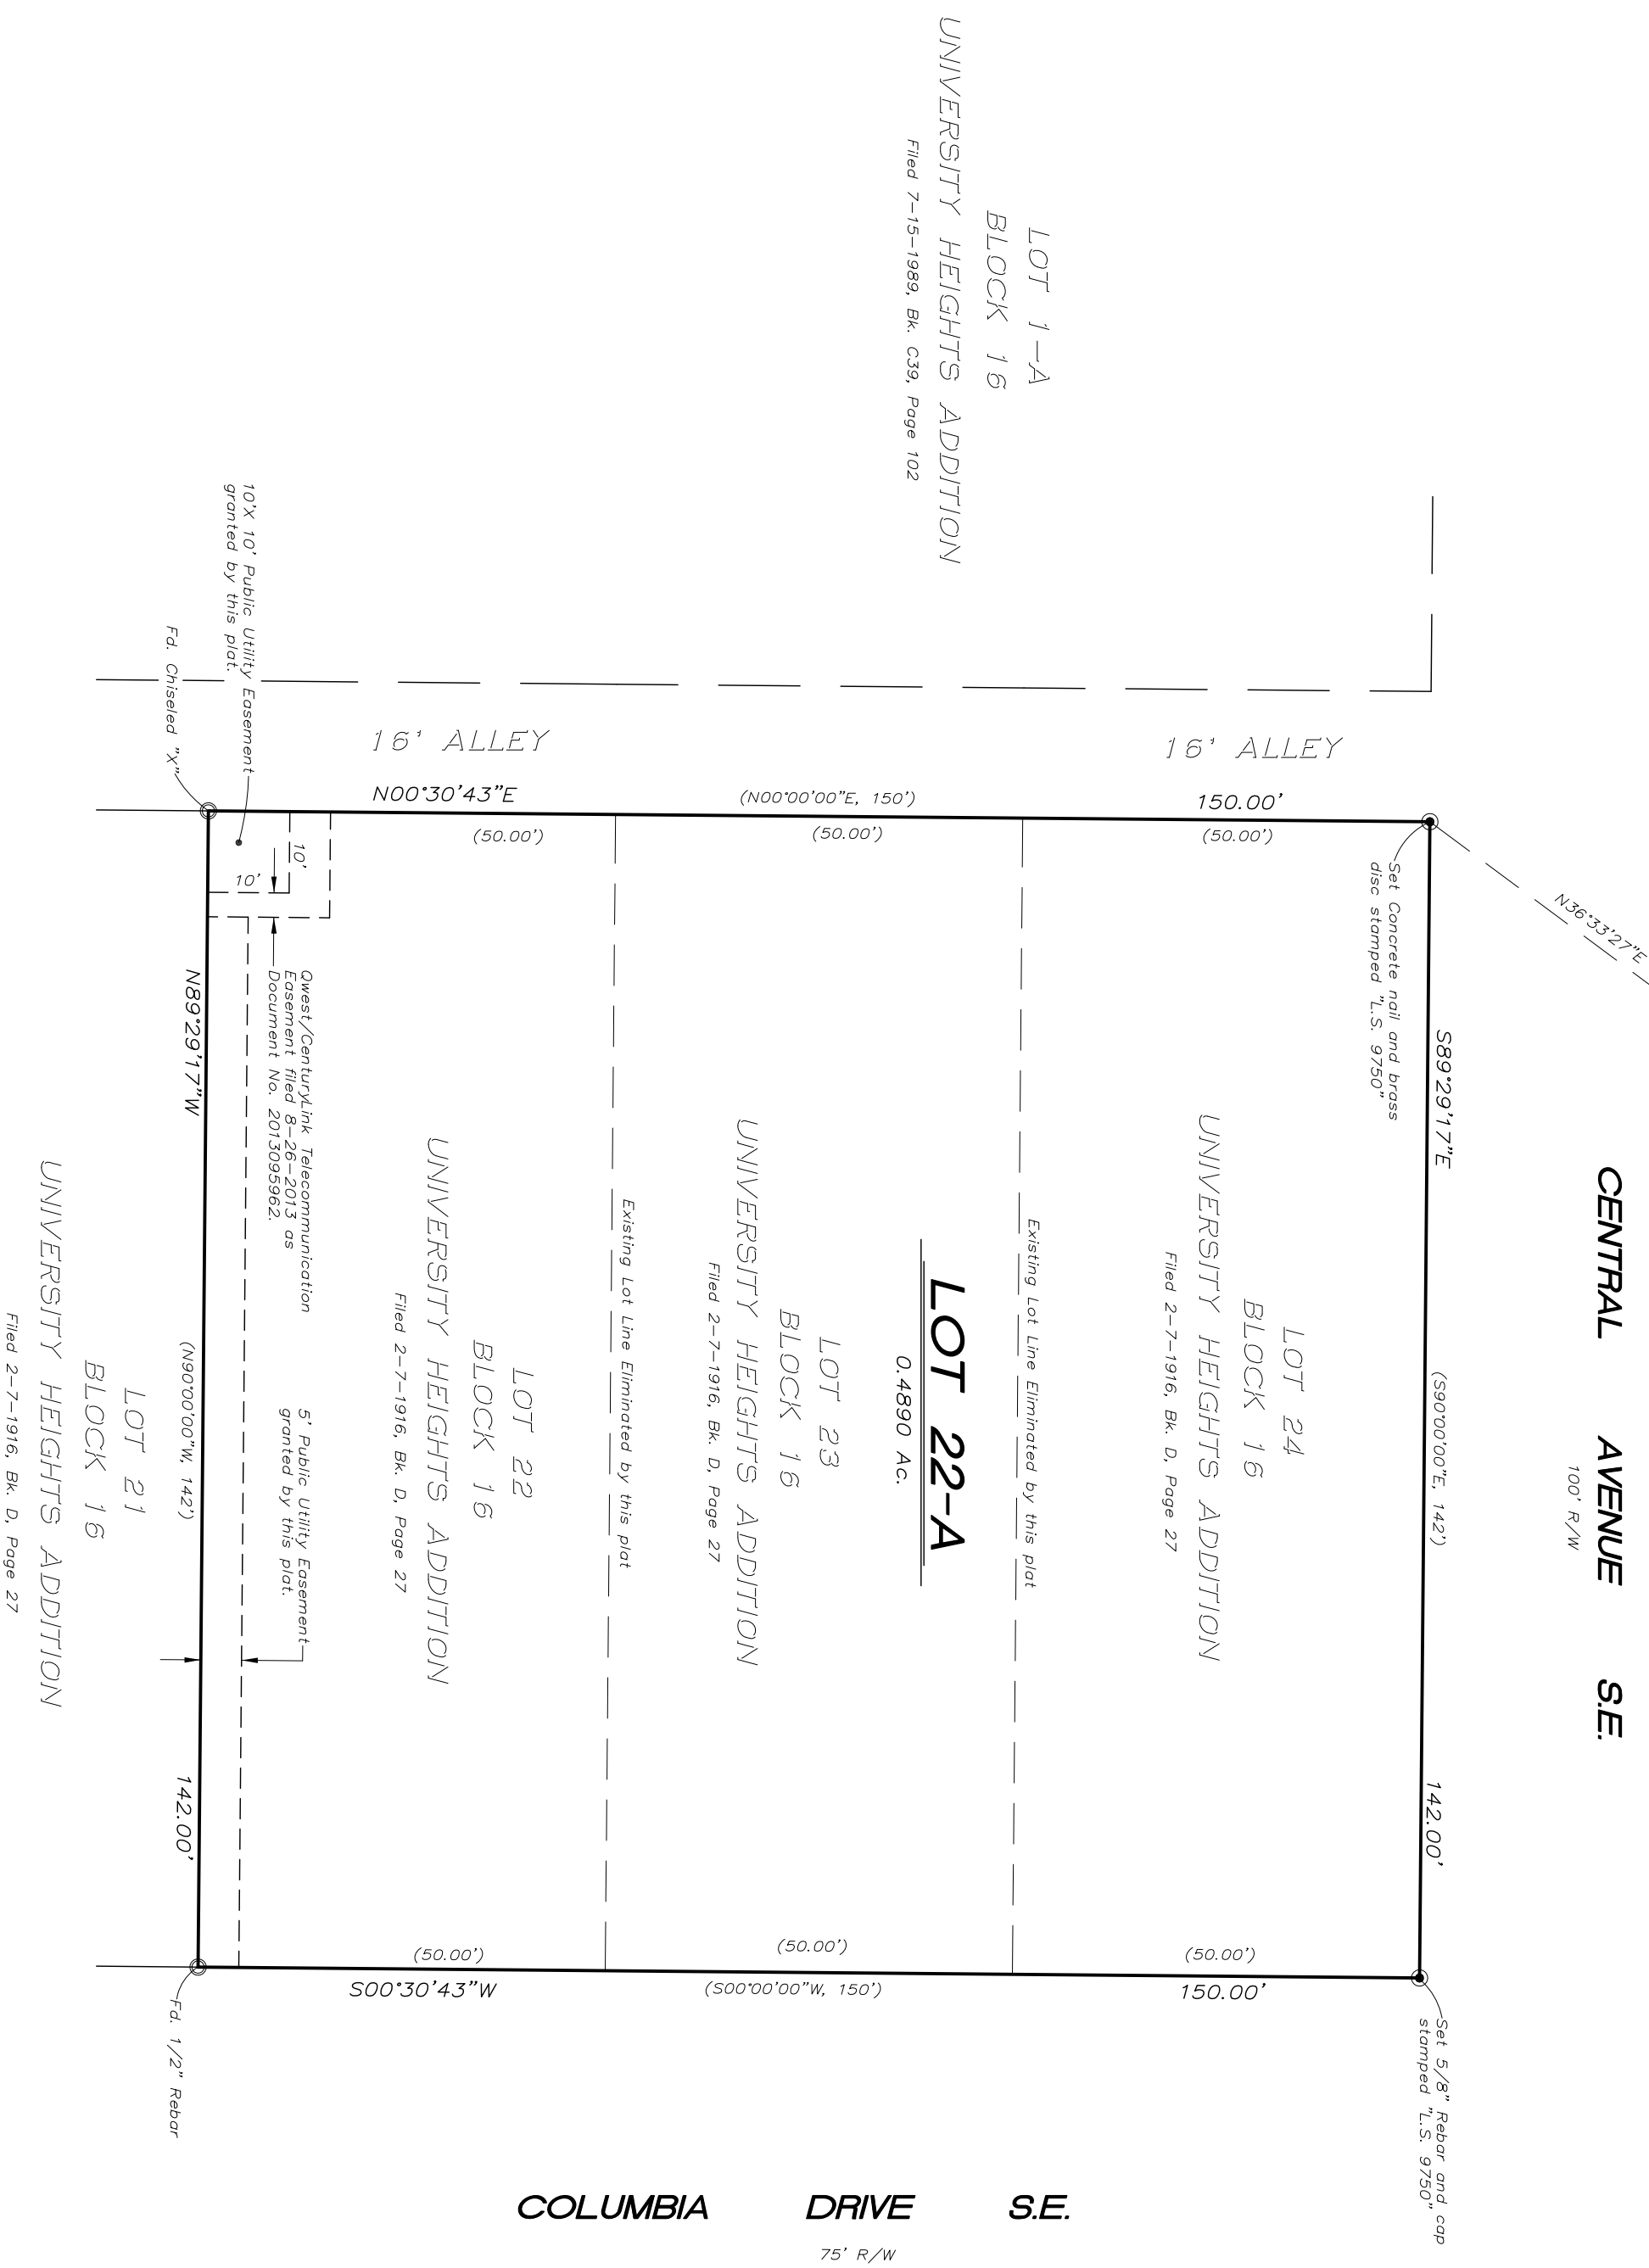 CENTRAL AVENUE S.E.
100' R/W
N36°33'27"E
S89°29'17"E
(S90°00'00"E, 142')
142.00'
Set Concrete nail and brass
disc stamped "L.S. 9750"
Set 5/8" Rebar and cap
stamped "L.S. 9750"
LOT 1-A
BLOCK 16
UNIVERSITY HEIGHTS ADDITION
Filed 7-15-1989, Bk. C39, Page 102
16' ALLEY
16' ALLEY
N00°30'43"E
(N00°00'00"E, 150')
150.00'
(50.00')
(50.00')
(50.00')
LOT 24
BLOCK 16
UNIVERSITY HEIGHTS ADDITION
Filed 2-7-1916, Bk. D, Page 27
Existing Lot Line Eliminated by this plat
LOT 22-A
0.4890 Ac.
LOT 23
BLOCK 16
UNIVERSITY HEIGHTS ADDITION
Filed 2-7-1916, Bk. D, Page 27
Existing Lot Line Eliminated by this plat
LOT 22
BLOCK 16
UNIVERSITY HEIGHTS ADDITION
Filed 2-7-1916, Bk. D, Page 27
(50.00')
(50.00')
(50.00')
S00°30'43"W
(S00°00'00"W, 150')
150.00'
COLUMBIA DRIVE S.E.
75' R/W
10'
10'
10'X 10' Public Utility Easement
granted by this plat.
Fd. Chiseled "X"
Qwest/CenturyLink Telecommunication
Easement filed 8-26-2013 as
Document No. 2013095962.
5' Public Utility Easement
granted by this plat.
N89°29'17"W
(N90°00'00"W, 142')
142.00'
Fd. 1/2" Rebar
LOT 21
BLOCK 16
UNIVERSITY HEIGHTS ADDITION
Filed 2-7-1916, Bk. D, Page 27